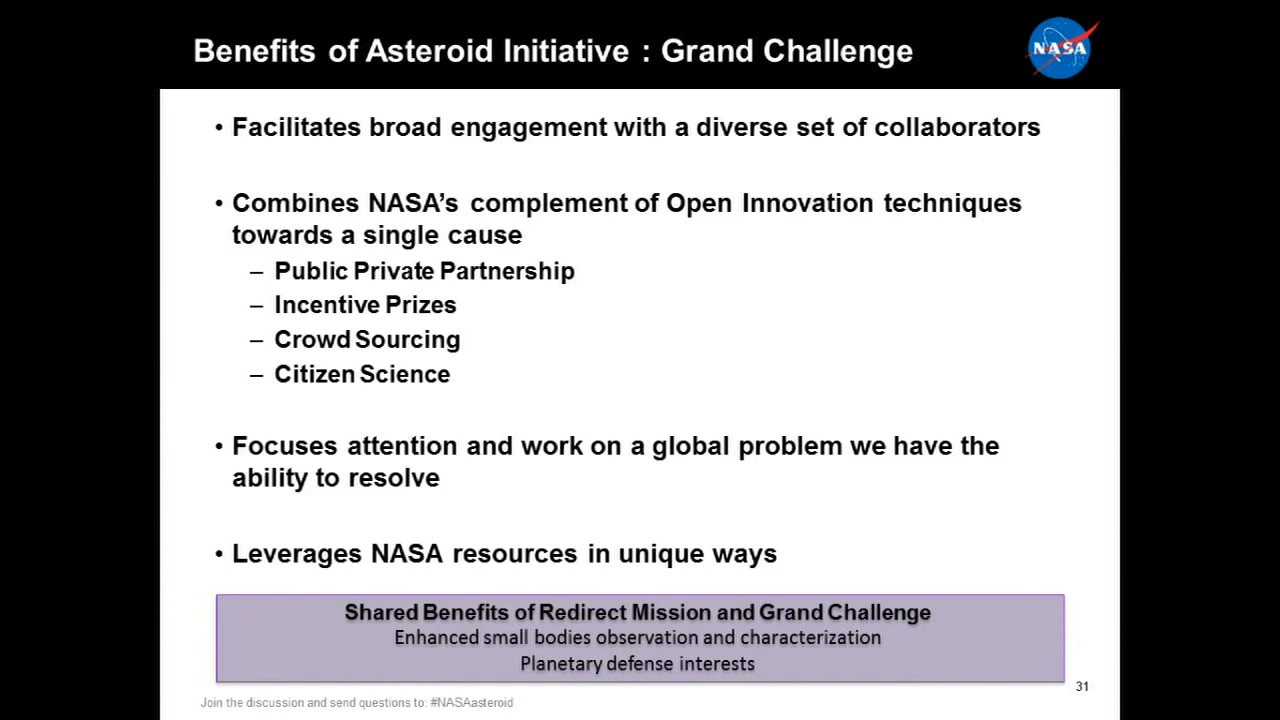 Benefits of Asteroid Initiative : Grand Challenge
NASA
• Facilitates broad engagement with a diverse set of collaborators
• Combines NASA’s complement of Open Innovation techniques
towards a single cause
– Public Private Partnership
– Incentive Prizes
– Crowd Sourcing
– Citizen Science
• Focuses attention and work on a global problem we have the
ability to resolve
• Leverages NASA resources in unique ways
Shared Benefits of Redirect Mission and Grand Challenge
Enhanced small bodies observation and characterization
Planetary defense interests
31
Join the discussion and send questions to: #NASAasteroid